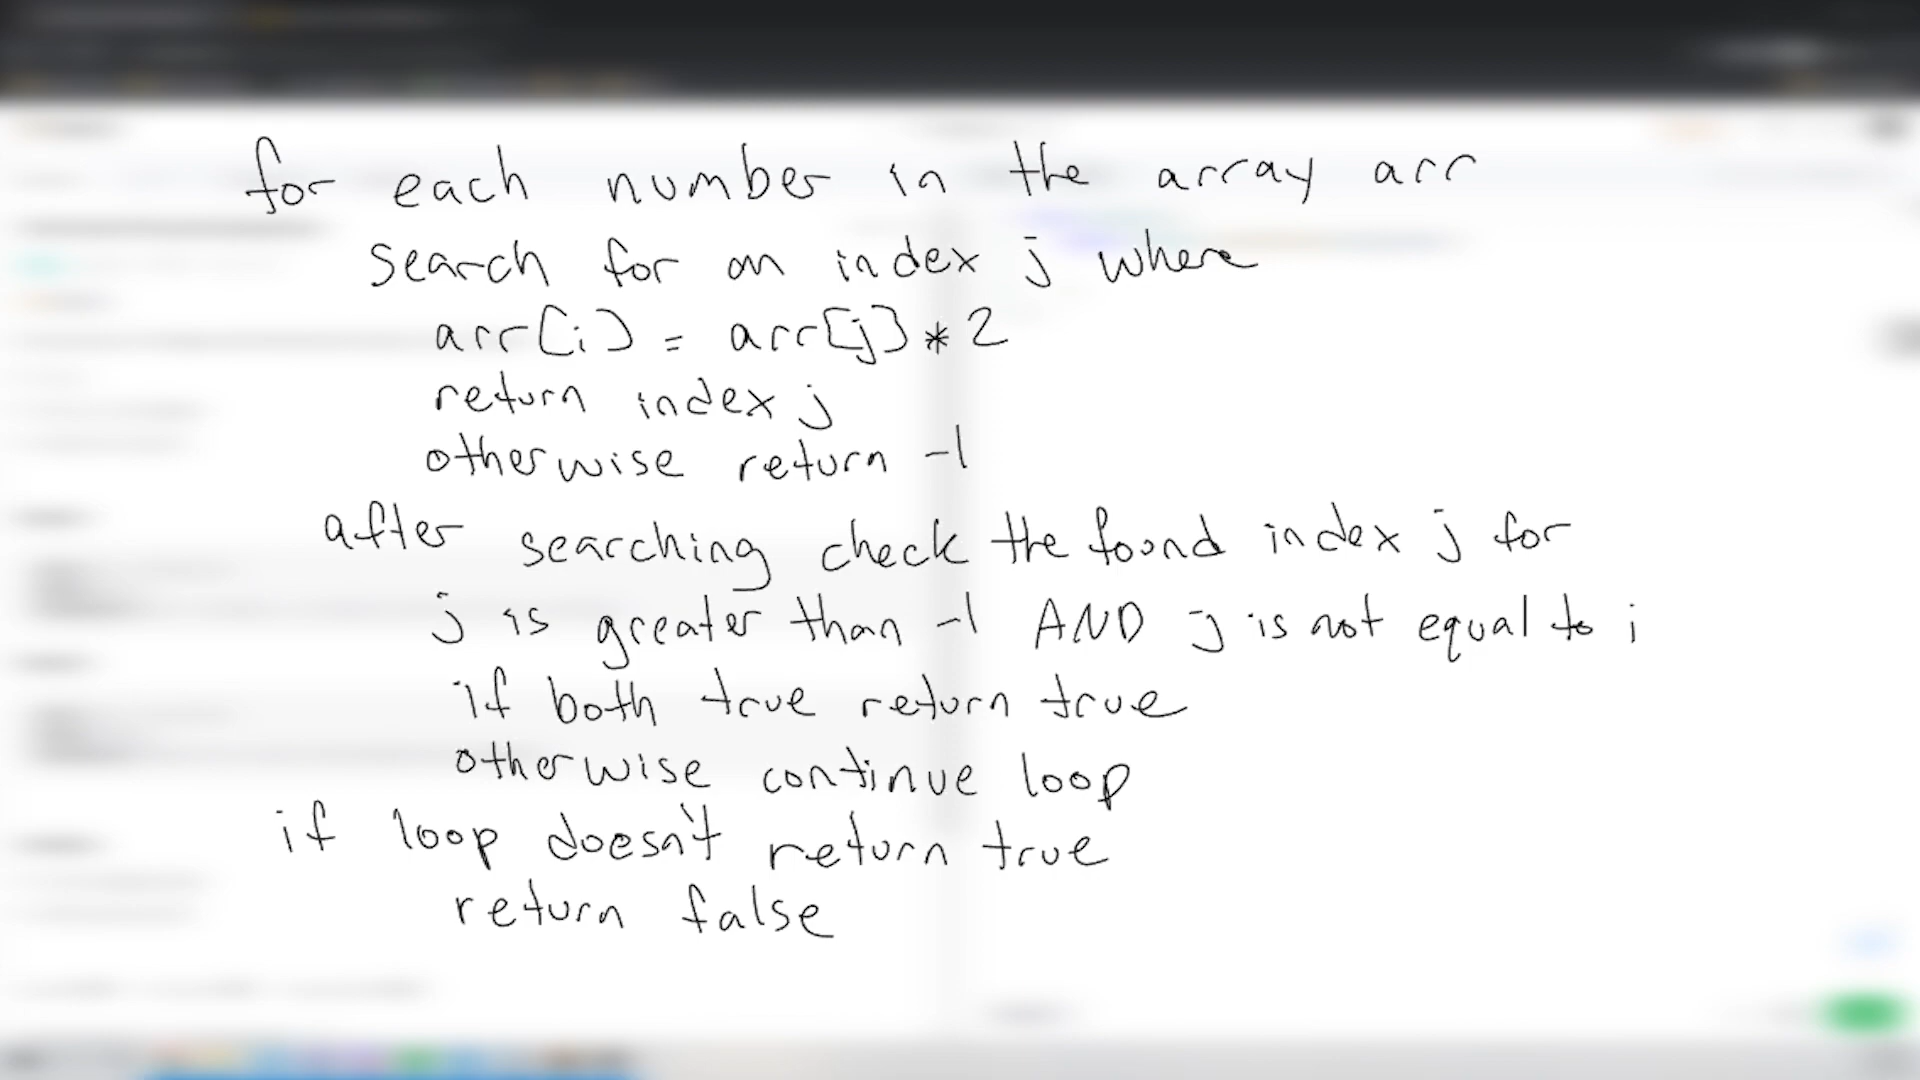 for each number in the array arr
search for an index j where
arr[i] = arr[j] * 2
return index j
otherwise return -1
after searching check the found index j for
j is greater than -1 AND j is not equal to i
if both true return true
otherwise continue loop
if loop doesn't return true
return false